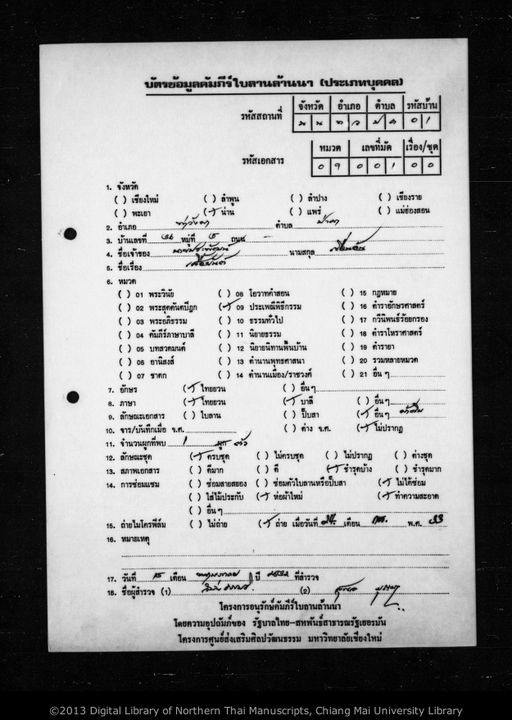 บัตรข้อมูลคัมภีร์ใบลานล้านนา (ประเภทบุคคล)
รหัสสถานที่ จังหวัด อำเภอ ตำบล รหัสบ้าน
น น ท ว ป ค ๐ ๑
รหัสเอกสาร หมวด เลขที่มัด เรื่อง/ชุด
๐ ๙ ๐ ๐ ๑ ๐ ๐
1. จังหวัด
( ) เชียงใหม่ ( ) ลำพูน ( ) ลำปาง ( ) เชียงราย
( ) พะเยา (✓) น่าน ( ) แพร่ ( ) แม่ฮ่องสอน
2. อำเภอ ตำบล
3. บ้านเลขที่ หมู่ที่ ๕ ถนน -
4. ชื่อเจ้าของ นามสกุล
5. ชื่อเรื่อง
6. หมวด
( ) 01 พระวินัย ( ) 08 โอวาทคำสอน ( ) 15 กฎหมาย
( ) 02 พระสุตตันตปิฎก (✓) 09 ประเพณีพิธีกรรม ( ) 16 ตำราอักษรศาสตร์
( ) 03 พระอภิธรรม ( ) 10 ธรรมทั่วไป ( ) 17 กวีนิพนธ์ร้อยกรอง
( ) 04 คัมภีร์ภาษาบาลี ( ) 11 นิยายธรรม ( ) 18 ตำราโหราศาสตร์
( ) 05 บทสวดมนต์ ( ) 12 นิยายนิทานพื้นบ้าน ( ) 19 ตำรายา
( ) 06 อานิสงส์ ( ) 13 ตำนานพุทธศาสนา ( ) 20 รวมหลายหมวด
( ) 07 ชาดก ( ) 14 ตำนานเมือง/ราชวงศ์ ( ) 21 อื่น ๆ
7. อักษร (✓) ไทยยวน ( ) อื่นๆ
8. ภาษา (✓) ไทยยวน (✓) บาลี ( ) อื่นๆ
9. ลักษณะเอกสาร ( ) ใบลาน ( ) ปั๊บสา (✓) อื่นๆ
10. จาร/บันทึกเมื่อ จ.ศ. ( ) ต่าง จ.ศ. (✓) ไม่ปรากฏ
11. จำนวนผูกที่พบ ๑ ผูก
12. ลักษณะชุด (✓) ครบชุด ( ) ไม่ครบชุด ( ) ไม่ปรากฏ ( ) ต่างชุด
13. สภาพเอกสาร ( ) ดีมาก ( ) ดี (✓) ชำรุดบ้าง ( ) ชำรุดมาก
14. การซ่อมแซม ( ) ซ่อมสายสยอง ( ) ซ่อมตัวใบลานหรือปั๊บสา (✓) ไม่ได้ซ่อม
( ) ใส่ไม้ประกับ (✓) ห่อผ้าใหม่ (✓) ทำความสะอาด
( ) อื่นๆ
15. ถ่ายไมโครฟิล์ม ( ) ไม่ถ่าย (✓) ถ่าย เมื่อวันที่ 24 เดือน กค. พ.ศ. 33
16. หมายเหตุ
17. วันที่ ๑๕ เดือน ปี ที่สำรวจ
18. ชื่อผู้สำรวจ (1) (2)
โครงการอนุรักษ์คัมภีร์ใบลานล้านนา
โดยความอุปถัมภ์ของ รัฐบาลไทย-สหพันธ์สาธารณรัฐเยอรมัน
โครงการศูนย์ส่งเสริมศิลปวัฒนธรรม มหาวิทยาลัยเชียงใหม่
©2013 Digital Library of Northern Thai Manuscripts, Chiang Mai University Library